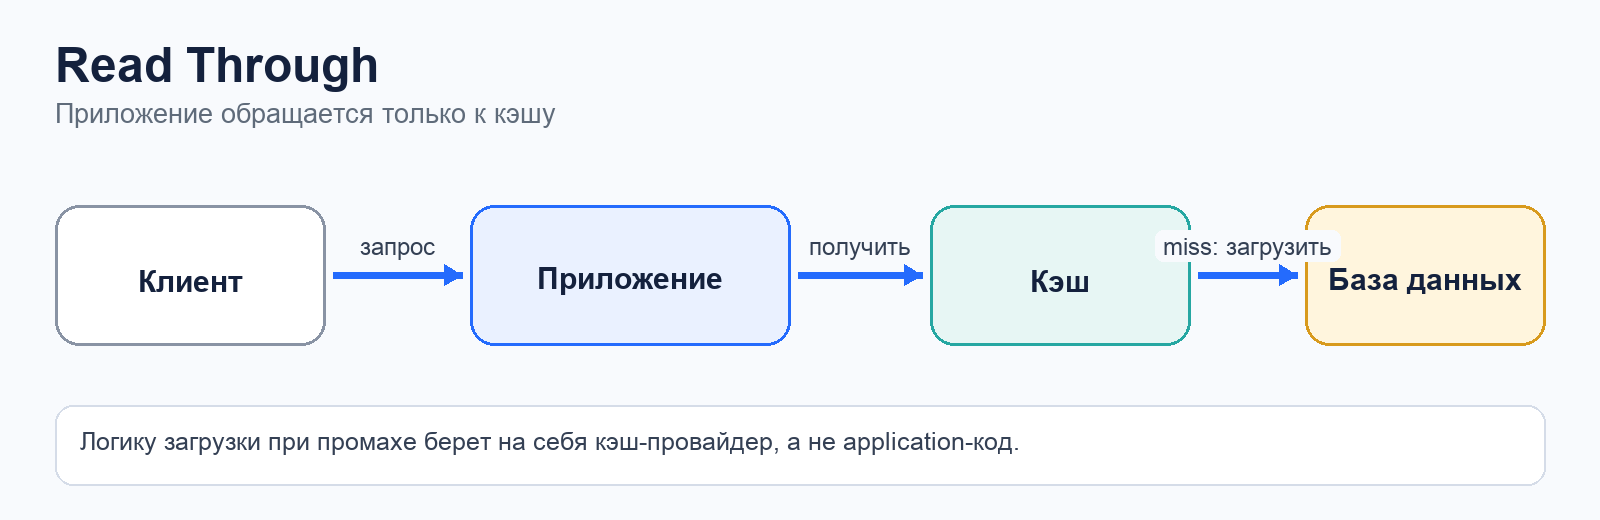 Read Through
Приложение обращается только к кэшу
запрос
получить
miss: загрузить
Клиент
Приложение
Кэш
База данных
Логику загрузки при промахе берет на себя кэш-провайдер, а не application-код.